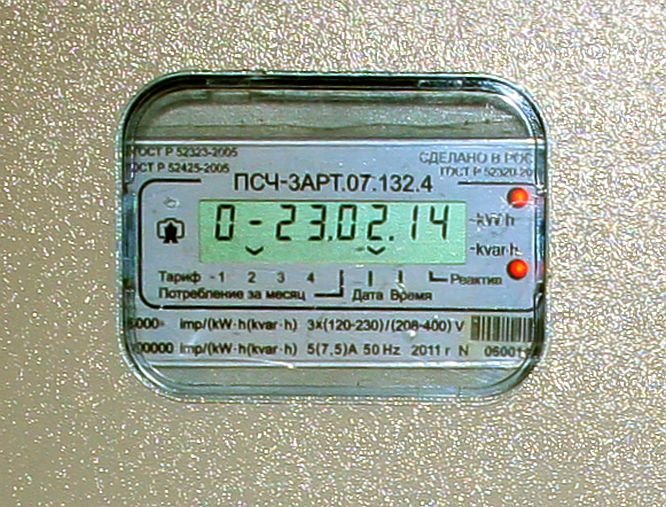 ГОСТ Р 52323-2005
ГОСТ Р 52425-2005
СДЕЛАНО В РОС
ГОСТ Р 52320-20
ПСЧ-3АРТ.07.132.4
0-23.02.14
kW·h
kvar·h
Тариф 1 2 3 4 Реактив
Потребление за месяц Дата Время
imp/(kW·h(kvar·h) 3x(120-230)/(208-400) V
imp/(kW·h(kvar·h) 5(7,5)A 50 Hz 2011 г N